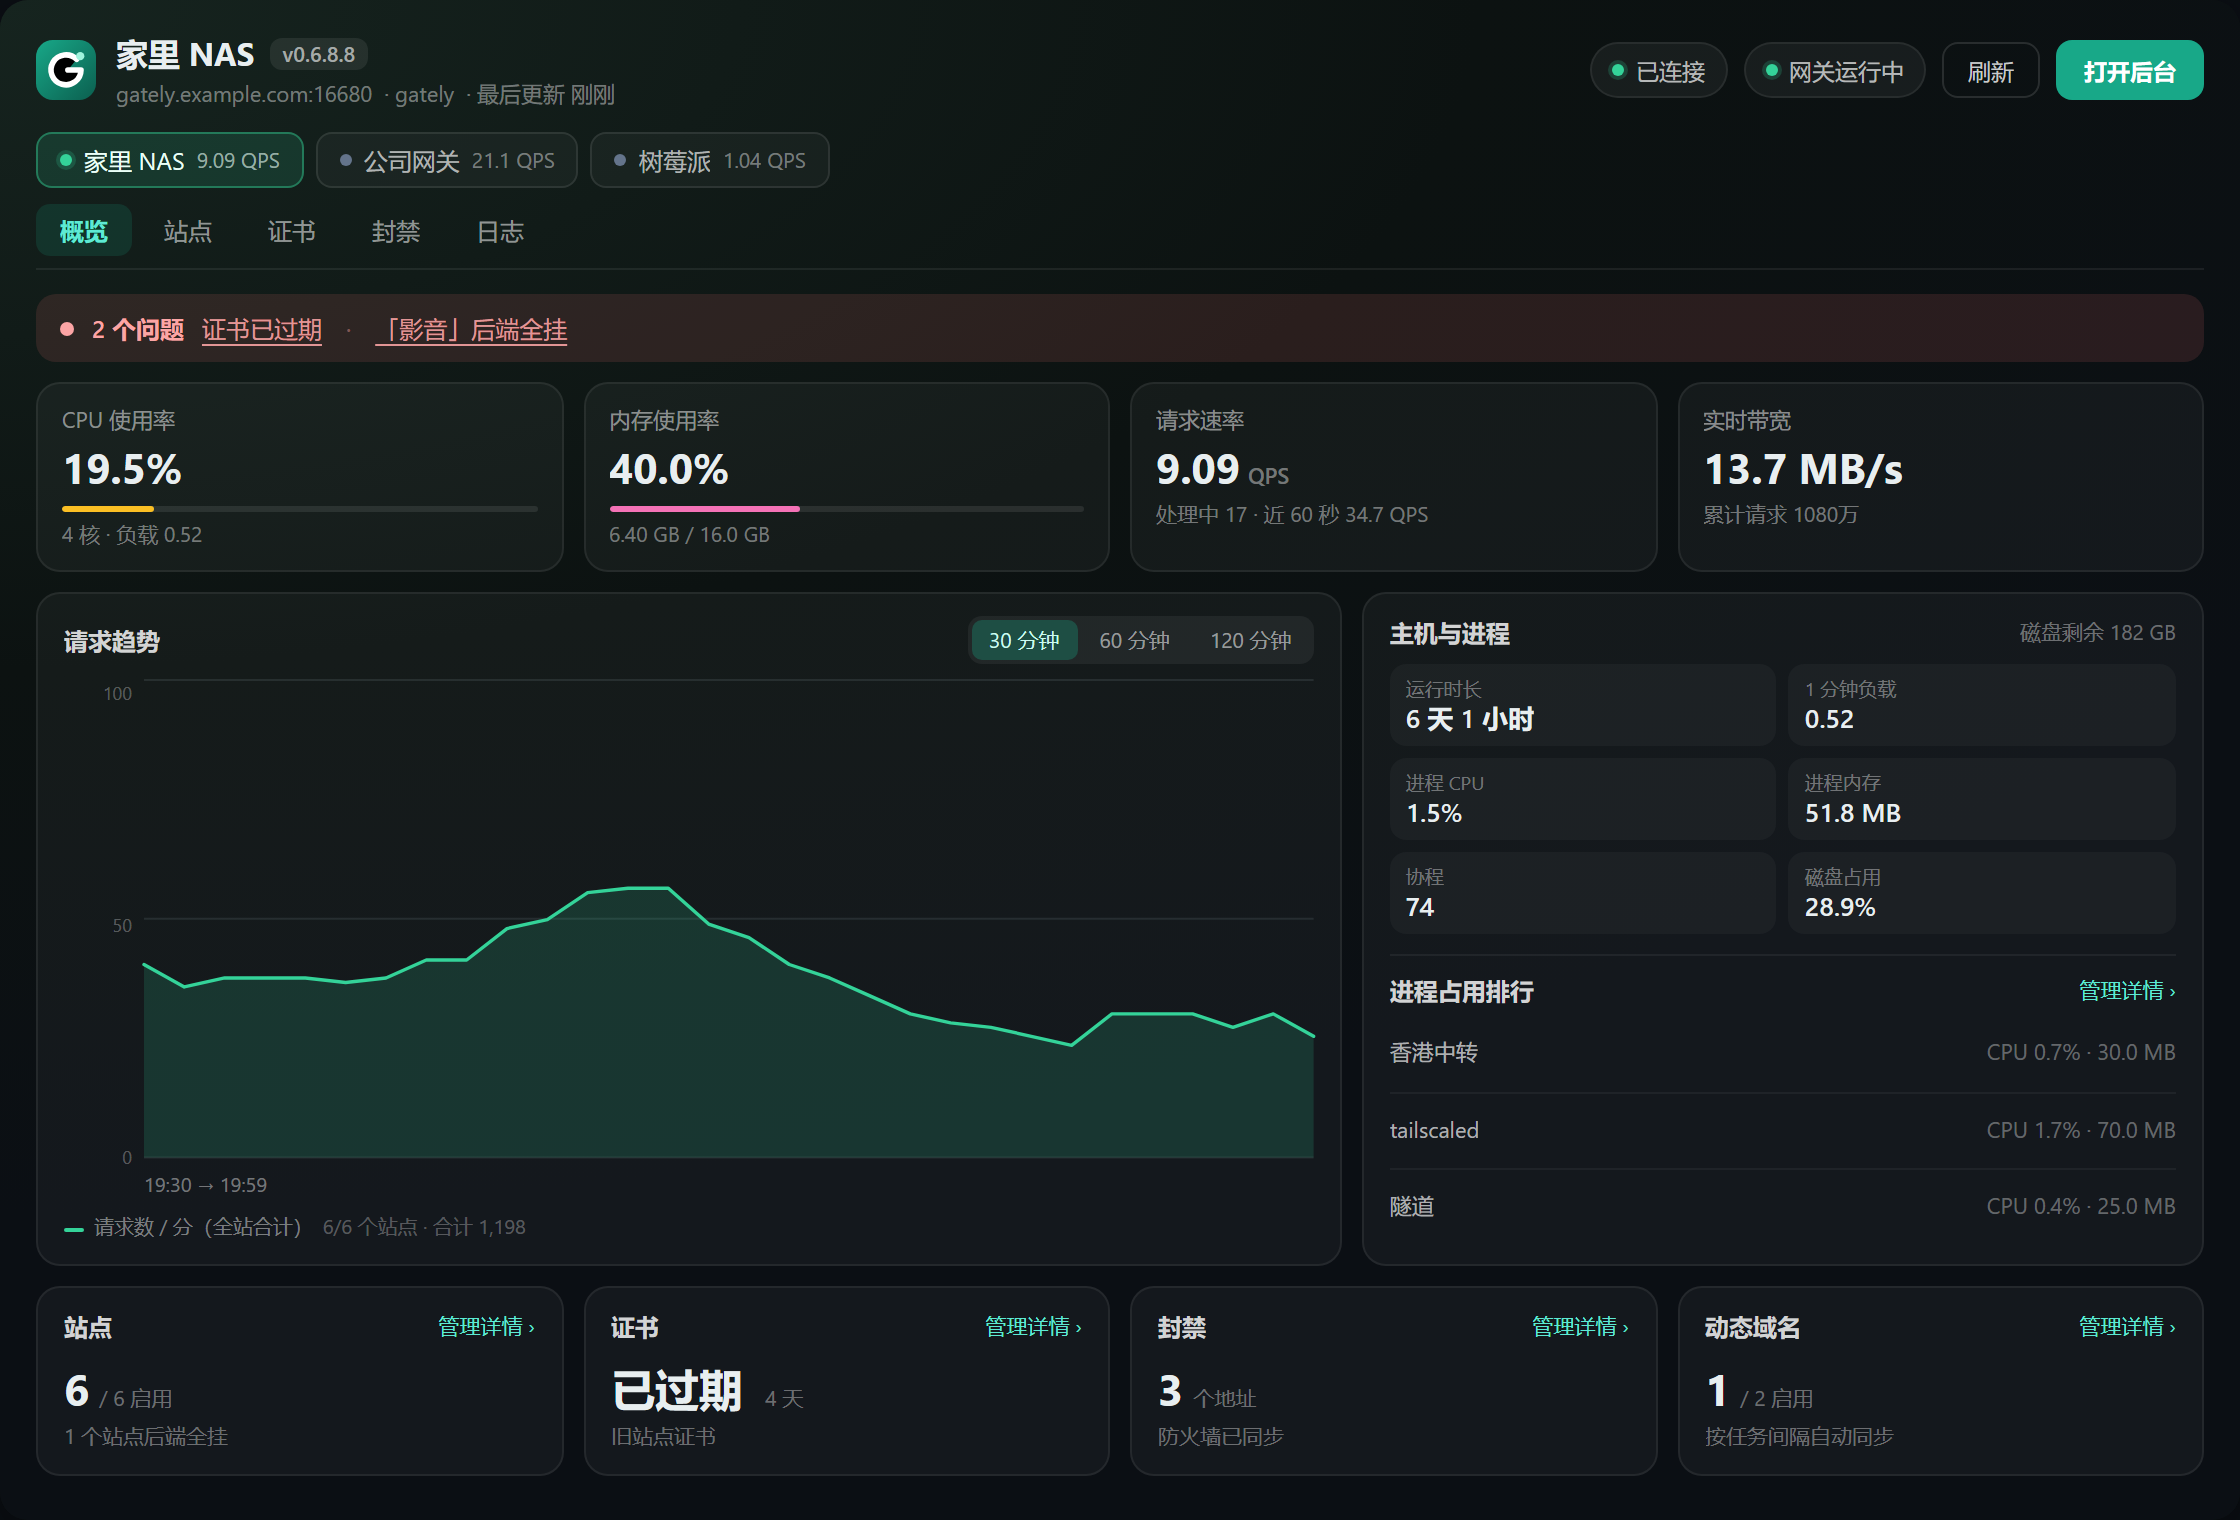 家里 NAS v0.6.8.8
gately.example.com:16680 · gately · 最后更新 刚刚
已连接
网关运行中
刷新
打开后台
家里 NAS 9.09 QPS
公司网关 21.1 QPS
树莓派 1.04 QPS
概览
站点
证书
封禁
日志
2 个问题 证书已过期 · 「影音」后端全挂
CPU 使用率
19.5%
4 核 · 负载 0.52
内存使用率
40.0%
6.40 GB / 16.0 GB
请求速率
9.09 QPS
处理中 17 · 近 60 秒 34.7 QPS
实时带宽
13.7 MB/s
累计请求 1080万
请求趋势
30 分钟
60 分钟
120 分钟
100
50
0
19:30 → 19:59
请求数 / 分（全站合计） 6/6 个站点 · 合计 1,198
主机与进程
磁盘剩余 182 GB
运行时长
6 天 1 小时
1 分钟负载
0.52
进程 CPU
1.5%
进程内存
51.8 MB
协程
74
磁盘占用
28.9%
进程占用排行
管理详情 ›
香港中转
CPU 0.7% · 30.0 MB
tailscaled
CPU 1.7% · 70.0 MB
隧道
CPU 0.4% · 25.0 MB
站点
管理详情 ›
6 / 6 启用
1 个站点后端全挂
证书
管理详情 ›
已过期 4 天
旧站点证书
封禁
管理详情 ›
3 个地址
防火墙已同步
动态域名
管理详情 ›
1 / 2 启用
按任务间隔自动同步